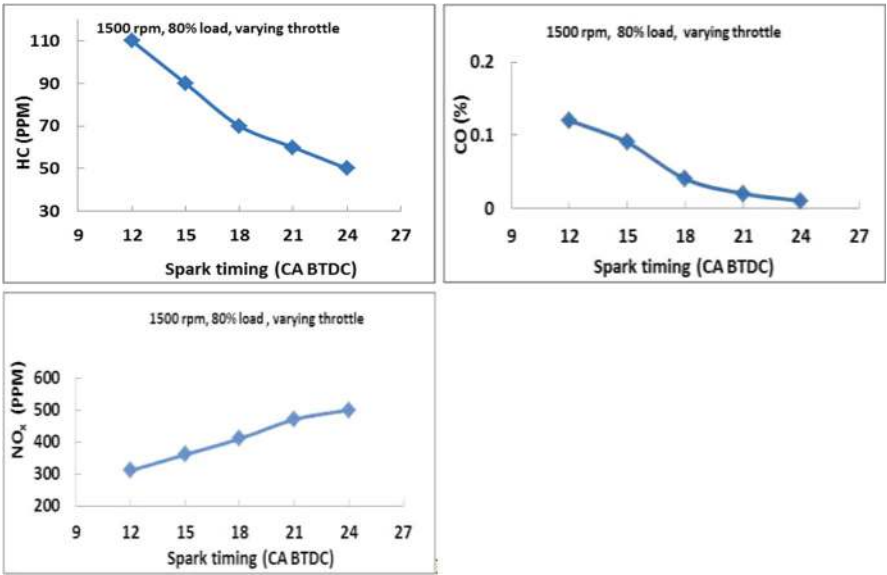 1500 rpm, 80% load, varying throttle
110
90
70
50
30
HC (PPM)
9 12 15 18 21 24 27
Spark timing (CA BTDC)
1500 rpm, 80% load, varying throttle
0.2
0.1
0
CO (%)
9 12 15 18 21 24 27
Spark timing (CA BTDC)
1500 rpm, 80% load , varying throttle
600
500
400
300
200
NOx (PPM)
9 12 15 18 21 24 27
Spark timing (CA BTDC)